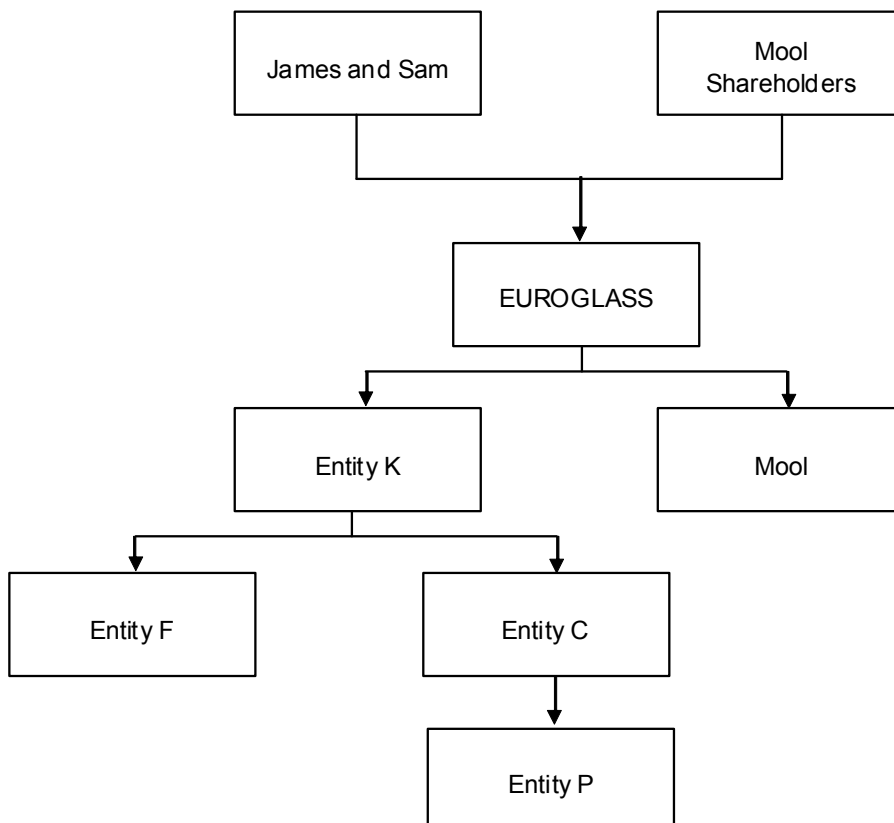 James and Sam
Mool
Shareholders
EUROGLASS
Entity K
Mool
Entity F
Entity C
Entity P